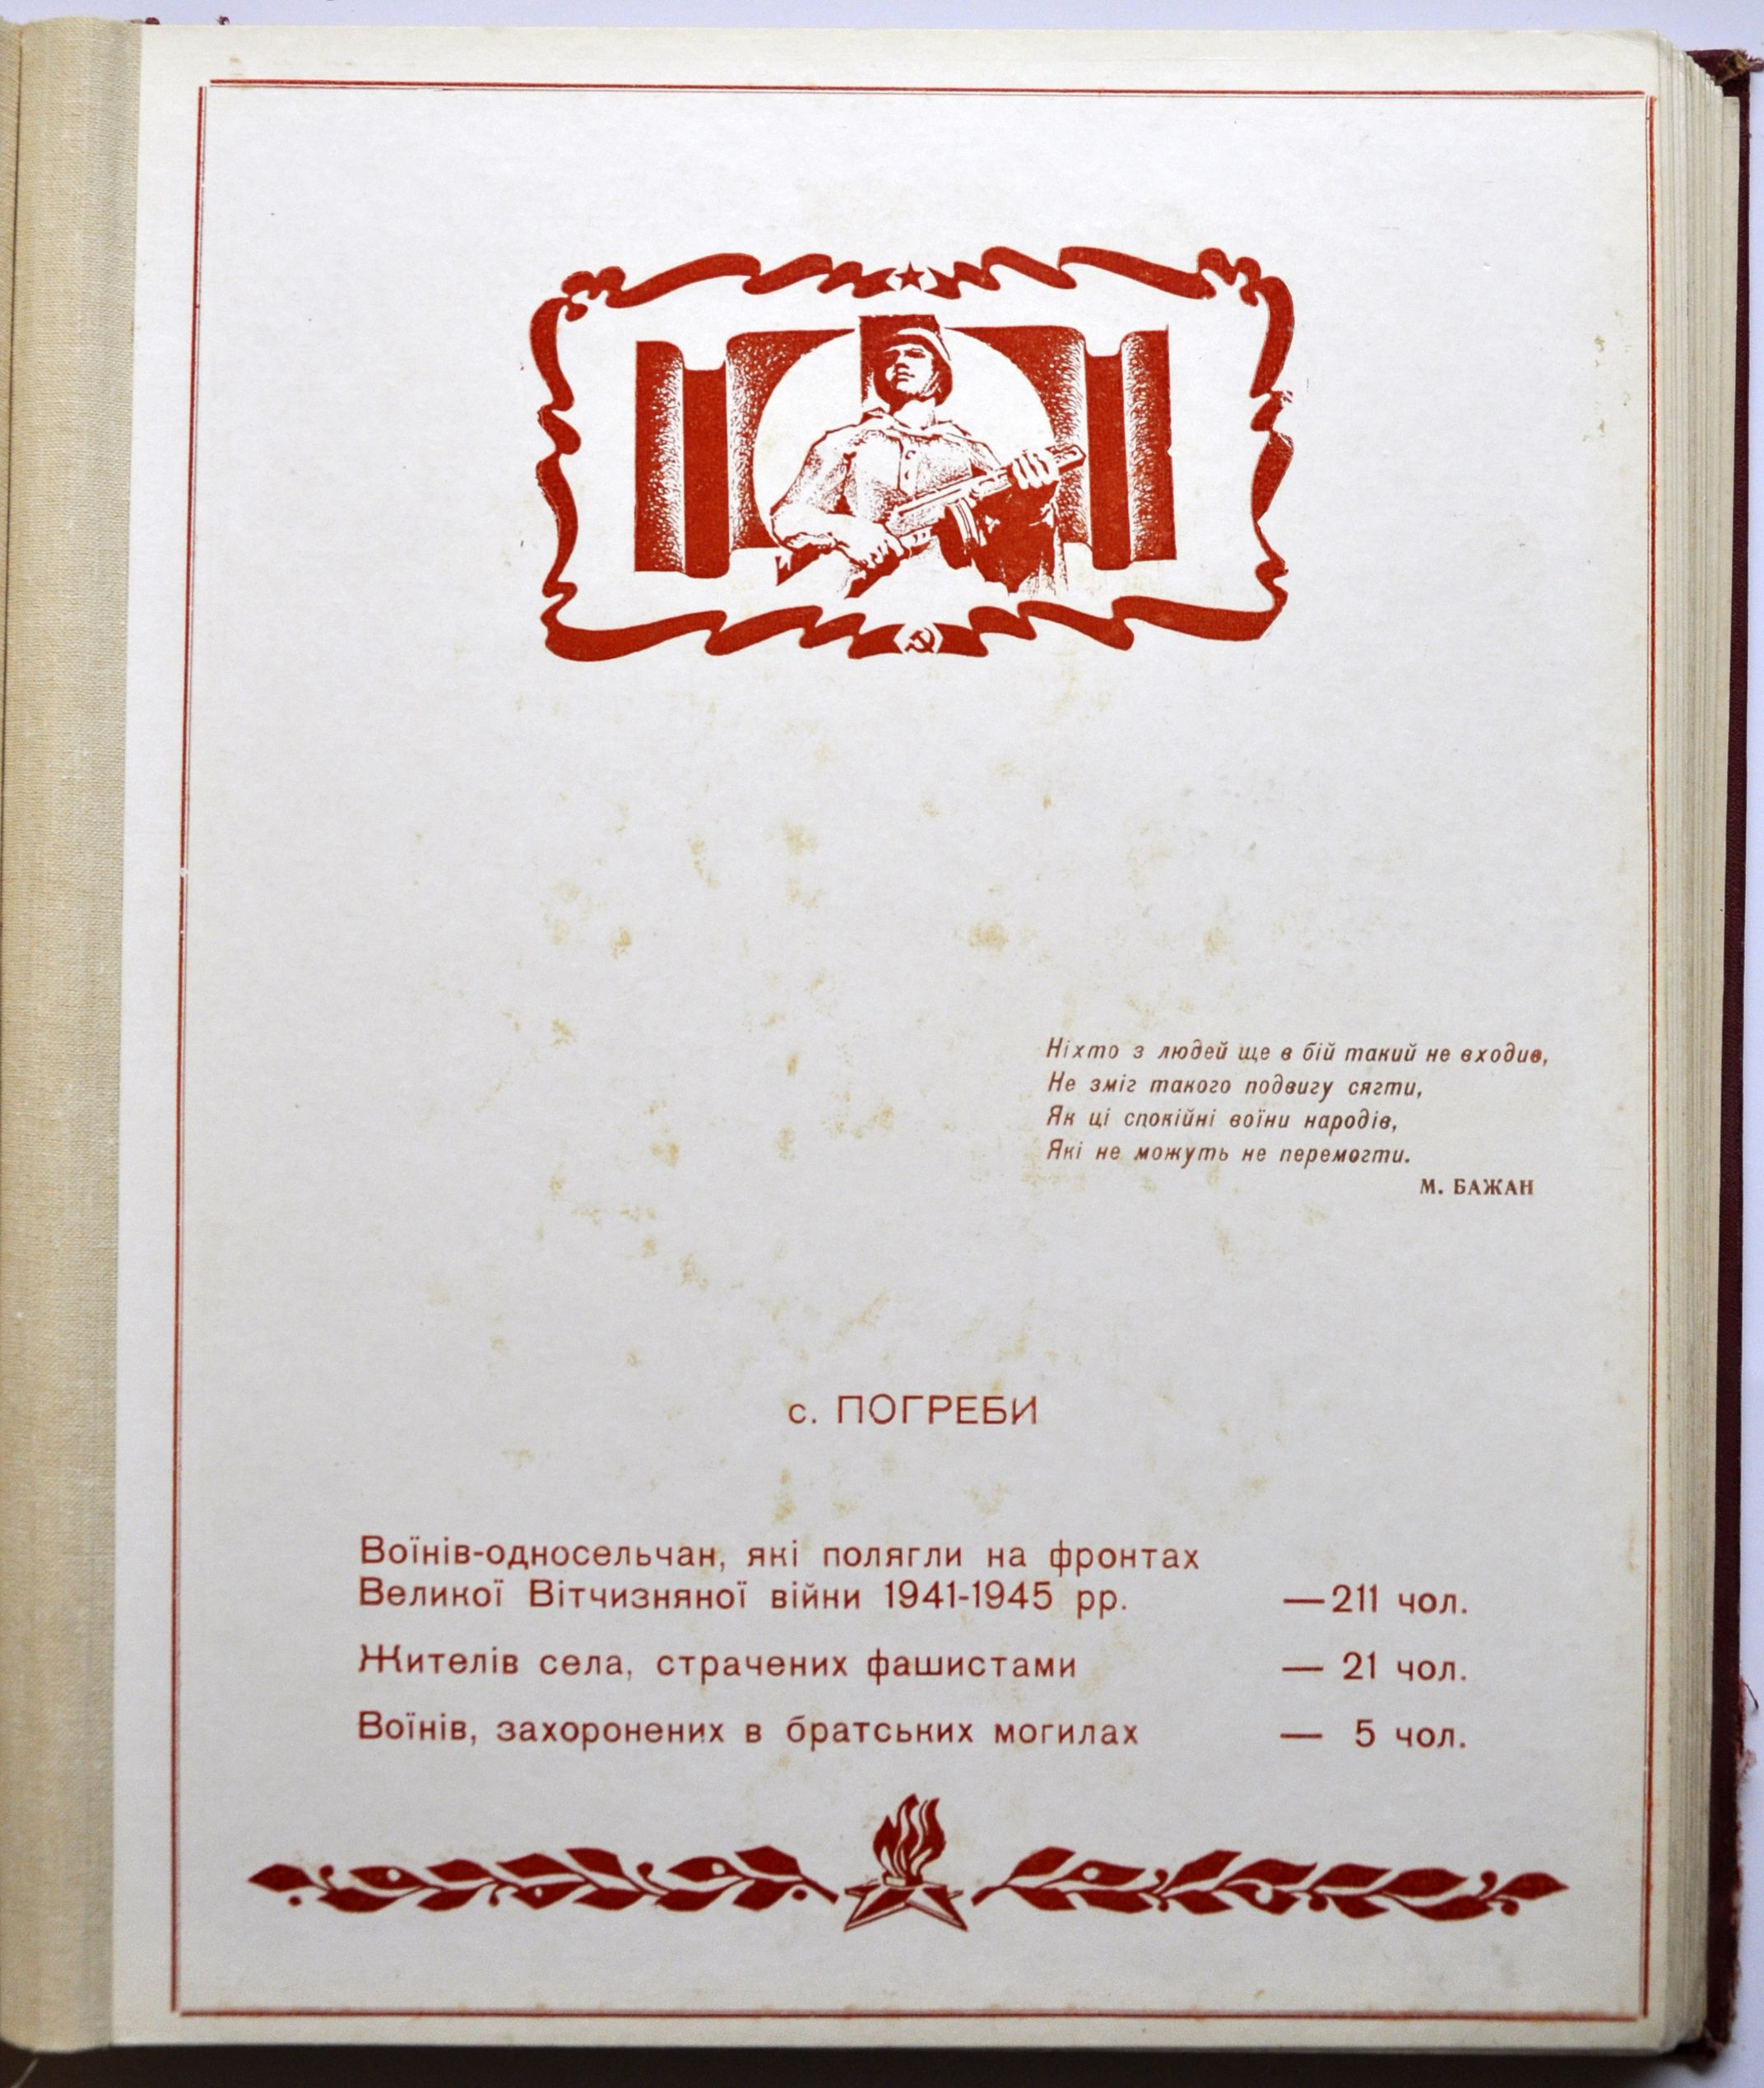 Ніхто з людей ще в бій такий не входив,
Не зміг такого подвигу сягти,
Як ці спокійні воїни народів,
Які не можуть не перемогти.
М. БАЖАН
с. ПОГРЕБИ
Воїнів-односельчан, які полягли на фронтах
Великої Вітчизняної війни 1941-1945 рр. —211 чол.
Жителів села, страчених фашистами — 21 чол.
Воїнів, захоронених в братських могилах — 5 чол.